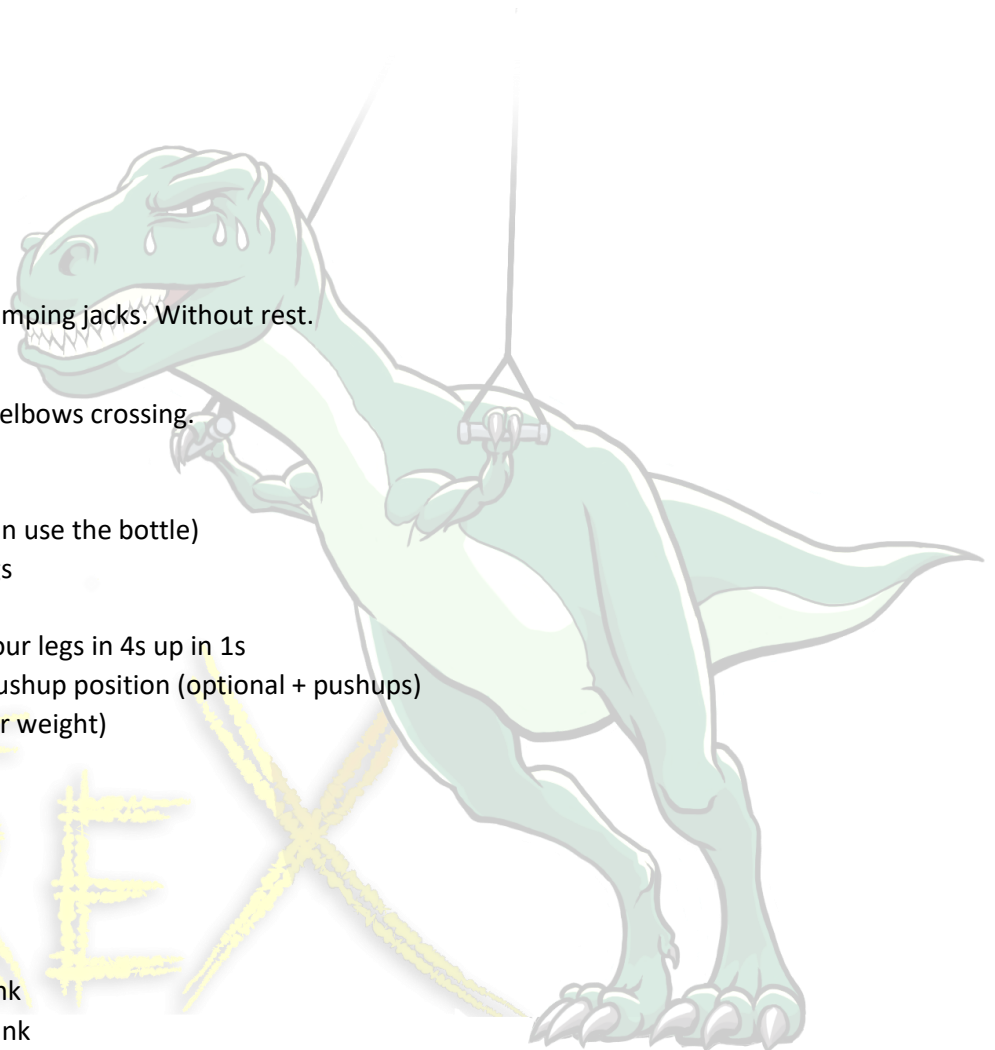 mping jacks. Without rest.
elbows crossing.
n use the bottle)
s
our legs in 4s up in 1s
ushup position (optional + pushups)
r weight)
REX
nk
nk